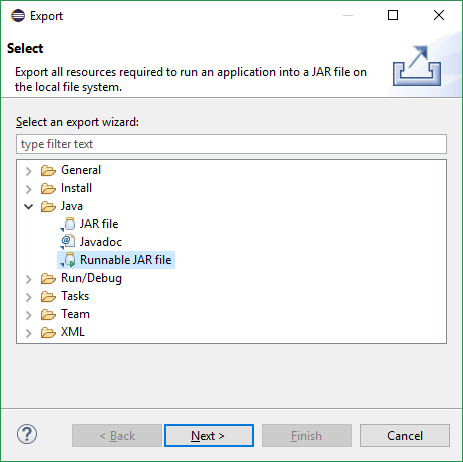 Export
Select
Export all resources required to run an application into a JAR file on
the local file system.
Select an export wizard:
type filter text
General
Install
Java
JAR file
Javadoc
Runnable JAR file
Run/Debug
Tasks
Team
XML
< Back
Next >
Finish
Cancel